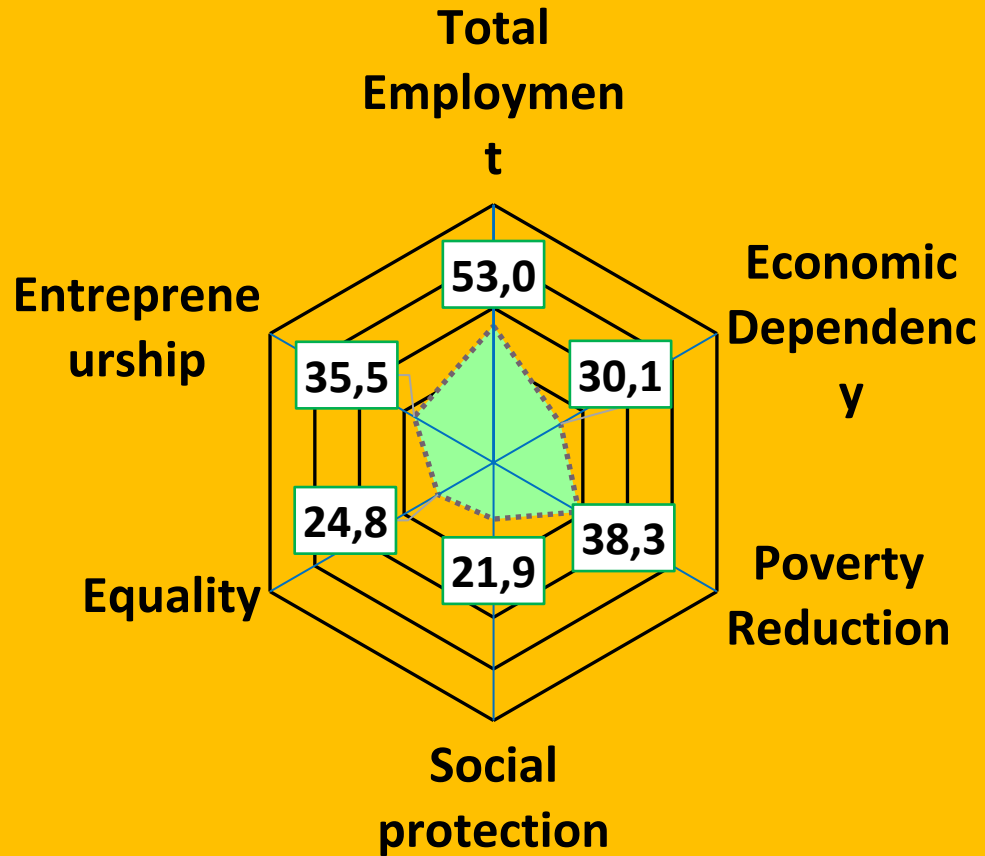 Total
Employmen
t
53,0
Economic
Dependenc
y
30,1
Poverty
Reduction
38,3
Social
protection
21,9
Equality
24,8
Entreprene
urship
35,5